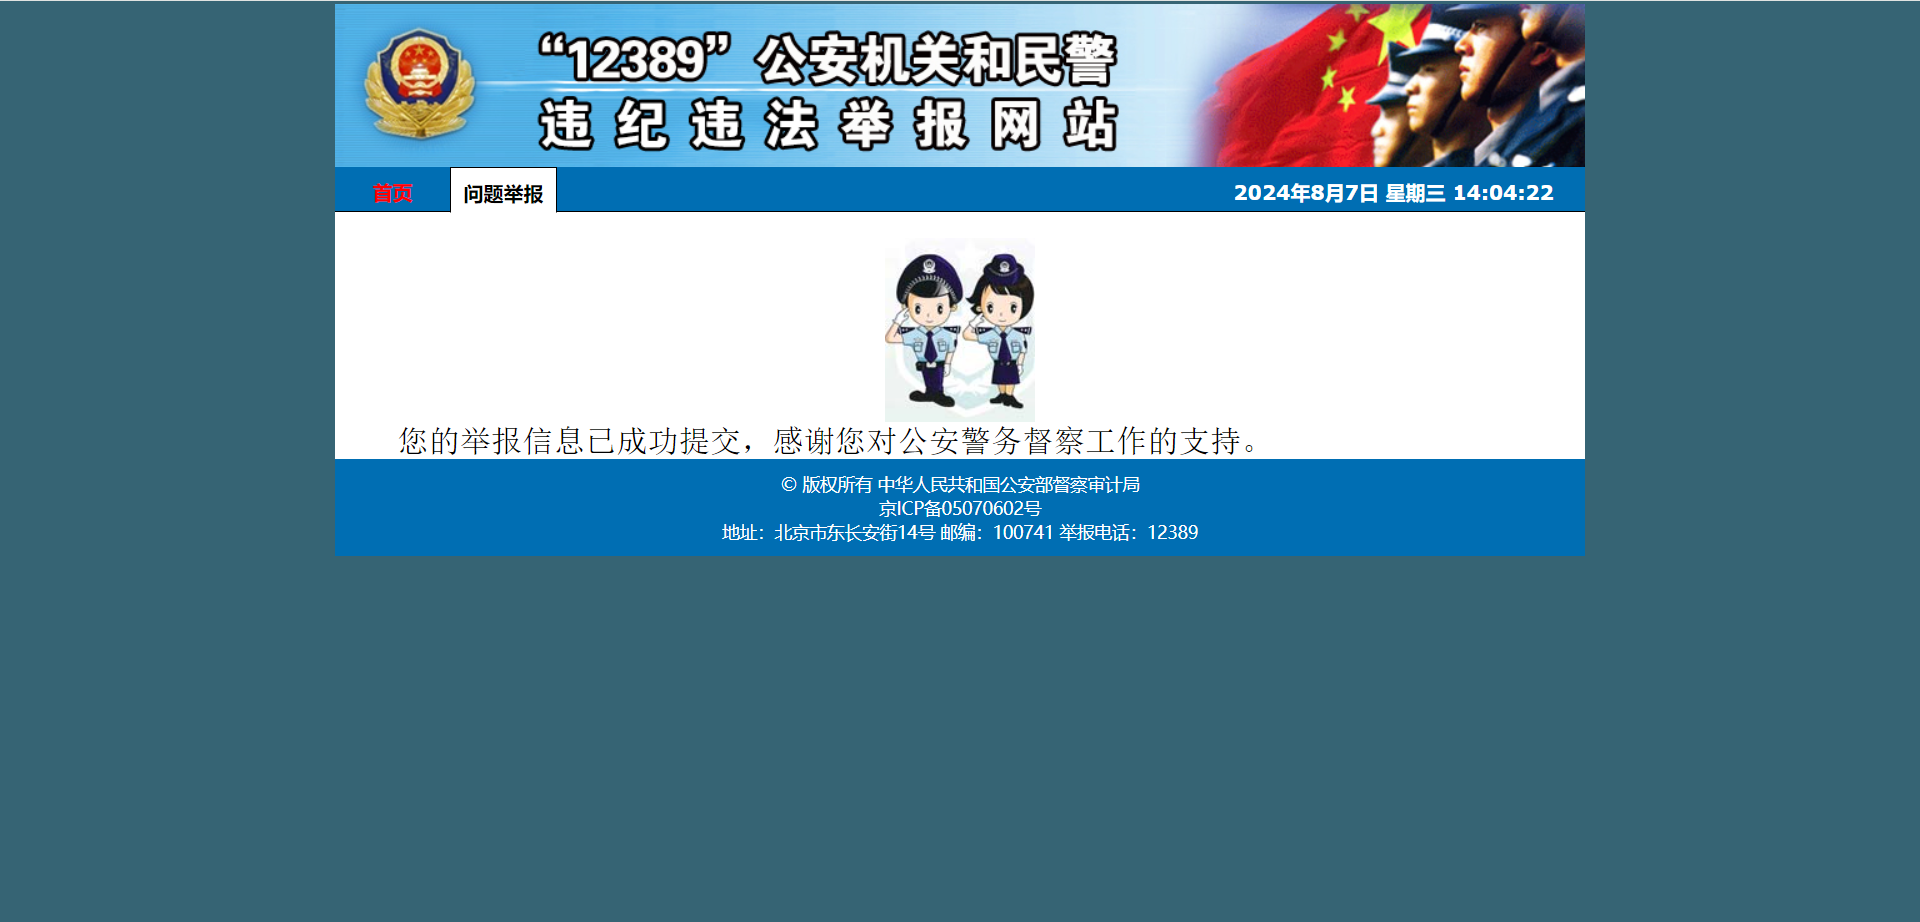 “12389” 公安机关和民警
违纪违法举报网站
首页 问题举报 2024年8月7日 星期三 14:04:22
您的举报信息已成功提交，感谢您对公安警务督察工作的支持。
© 版权所有 中华人民共和国公安部督察审计局
京ICP备05070602号
地址：北京市东长安街14号 邮编：100741 举报电话：12389